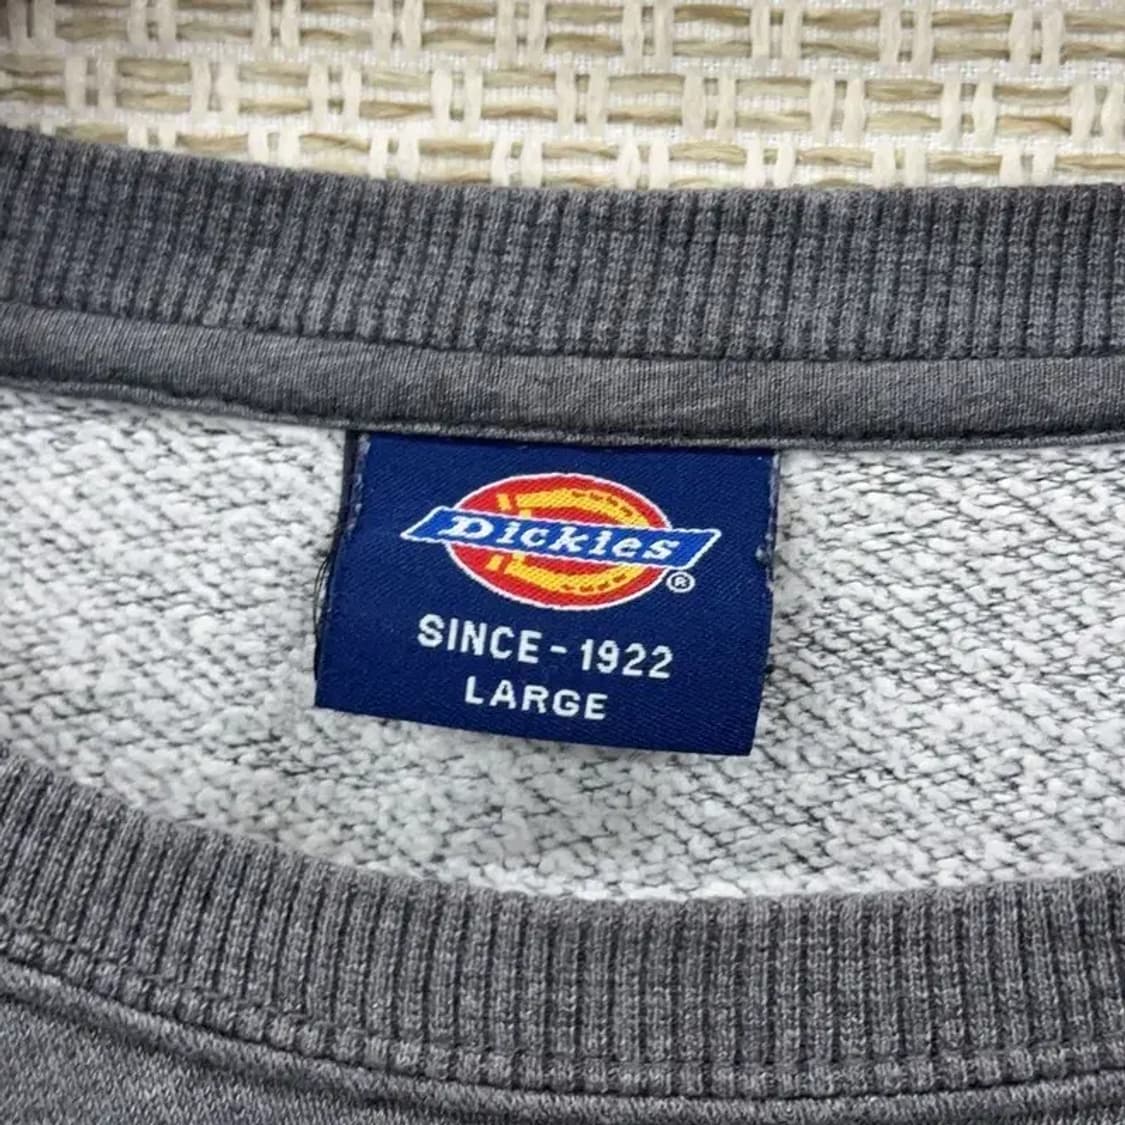 Dickies
®
SINCE - 1922
LARGE